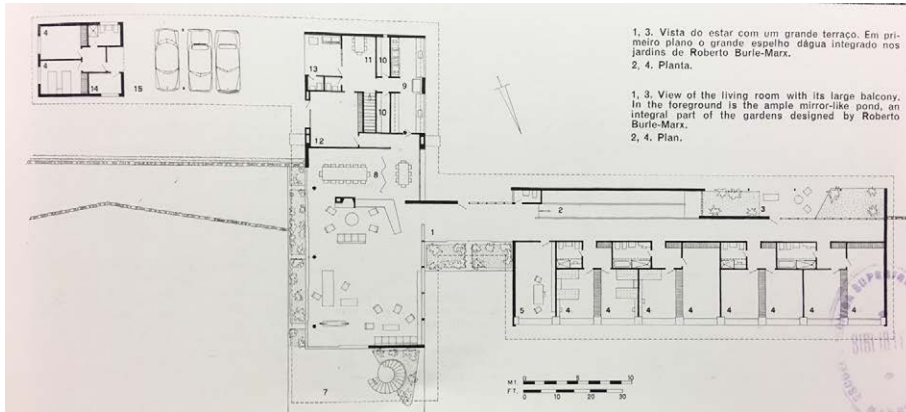 1, 3. Vista do estar com um grande terraço. Em pri-
meiro plano o grande espelho dágua integrado nos
jardins de Roberto Burle-Marx.
2, 4. Planta.
1, 3. View of the living room with its large balcony.
In the foreground is the ample mirror-like pond, an
integral part of the gardens designed by Roberto
Burle-Marx.
2, 4. Plan.
4
4
14
15
13
11
10
9
10
12
8
1
2
3
5
4
4
4
4
4
4
4
7
MT.
0
5
10
FT.
0
10
20
30